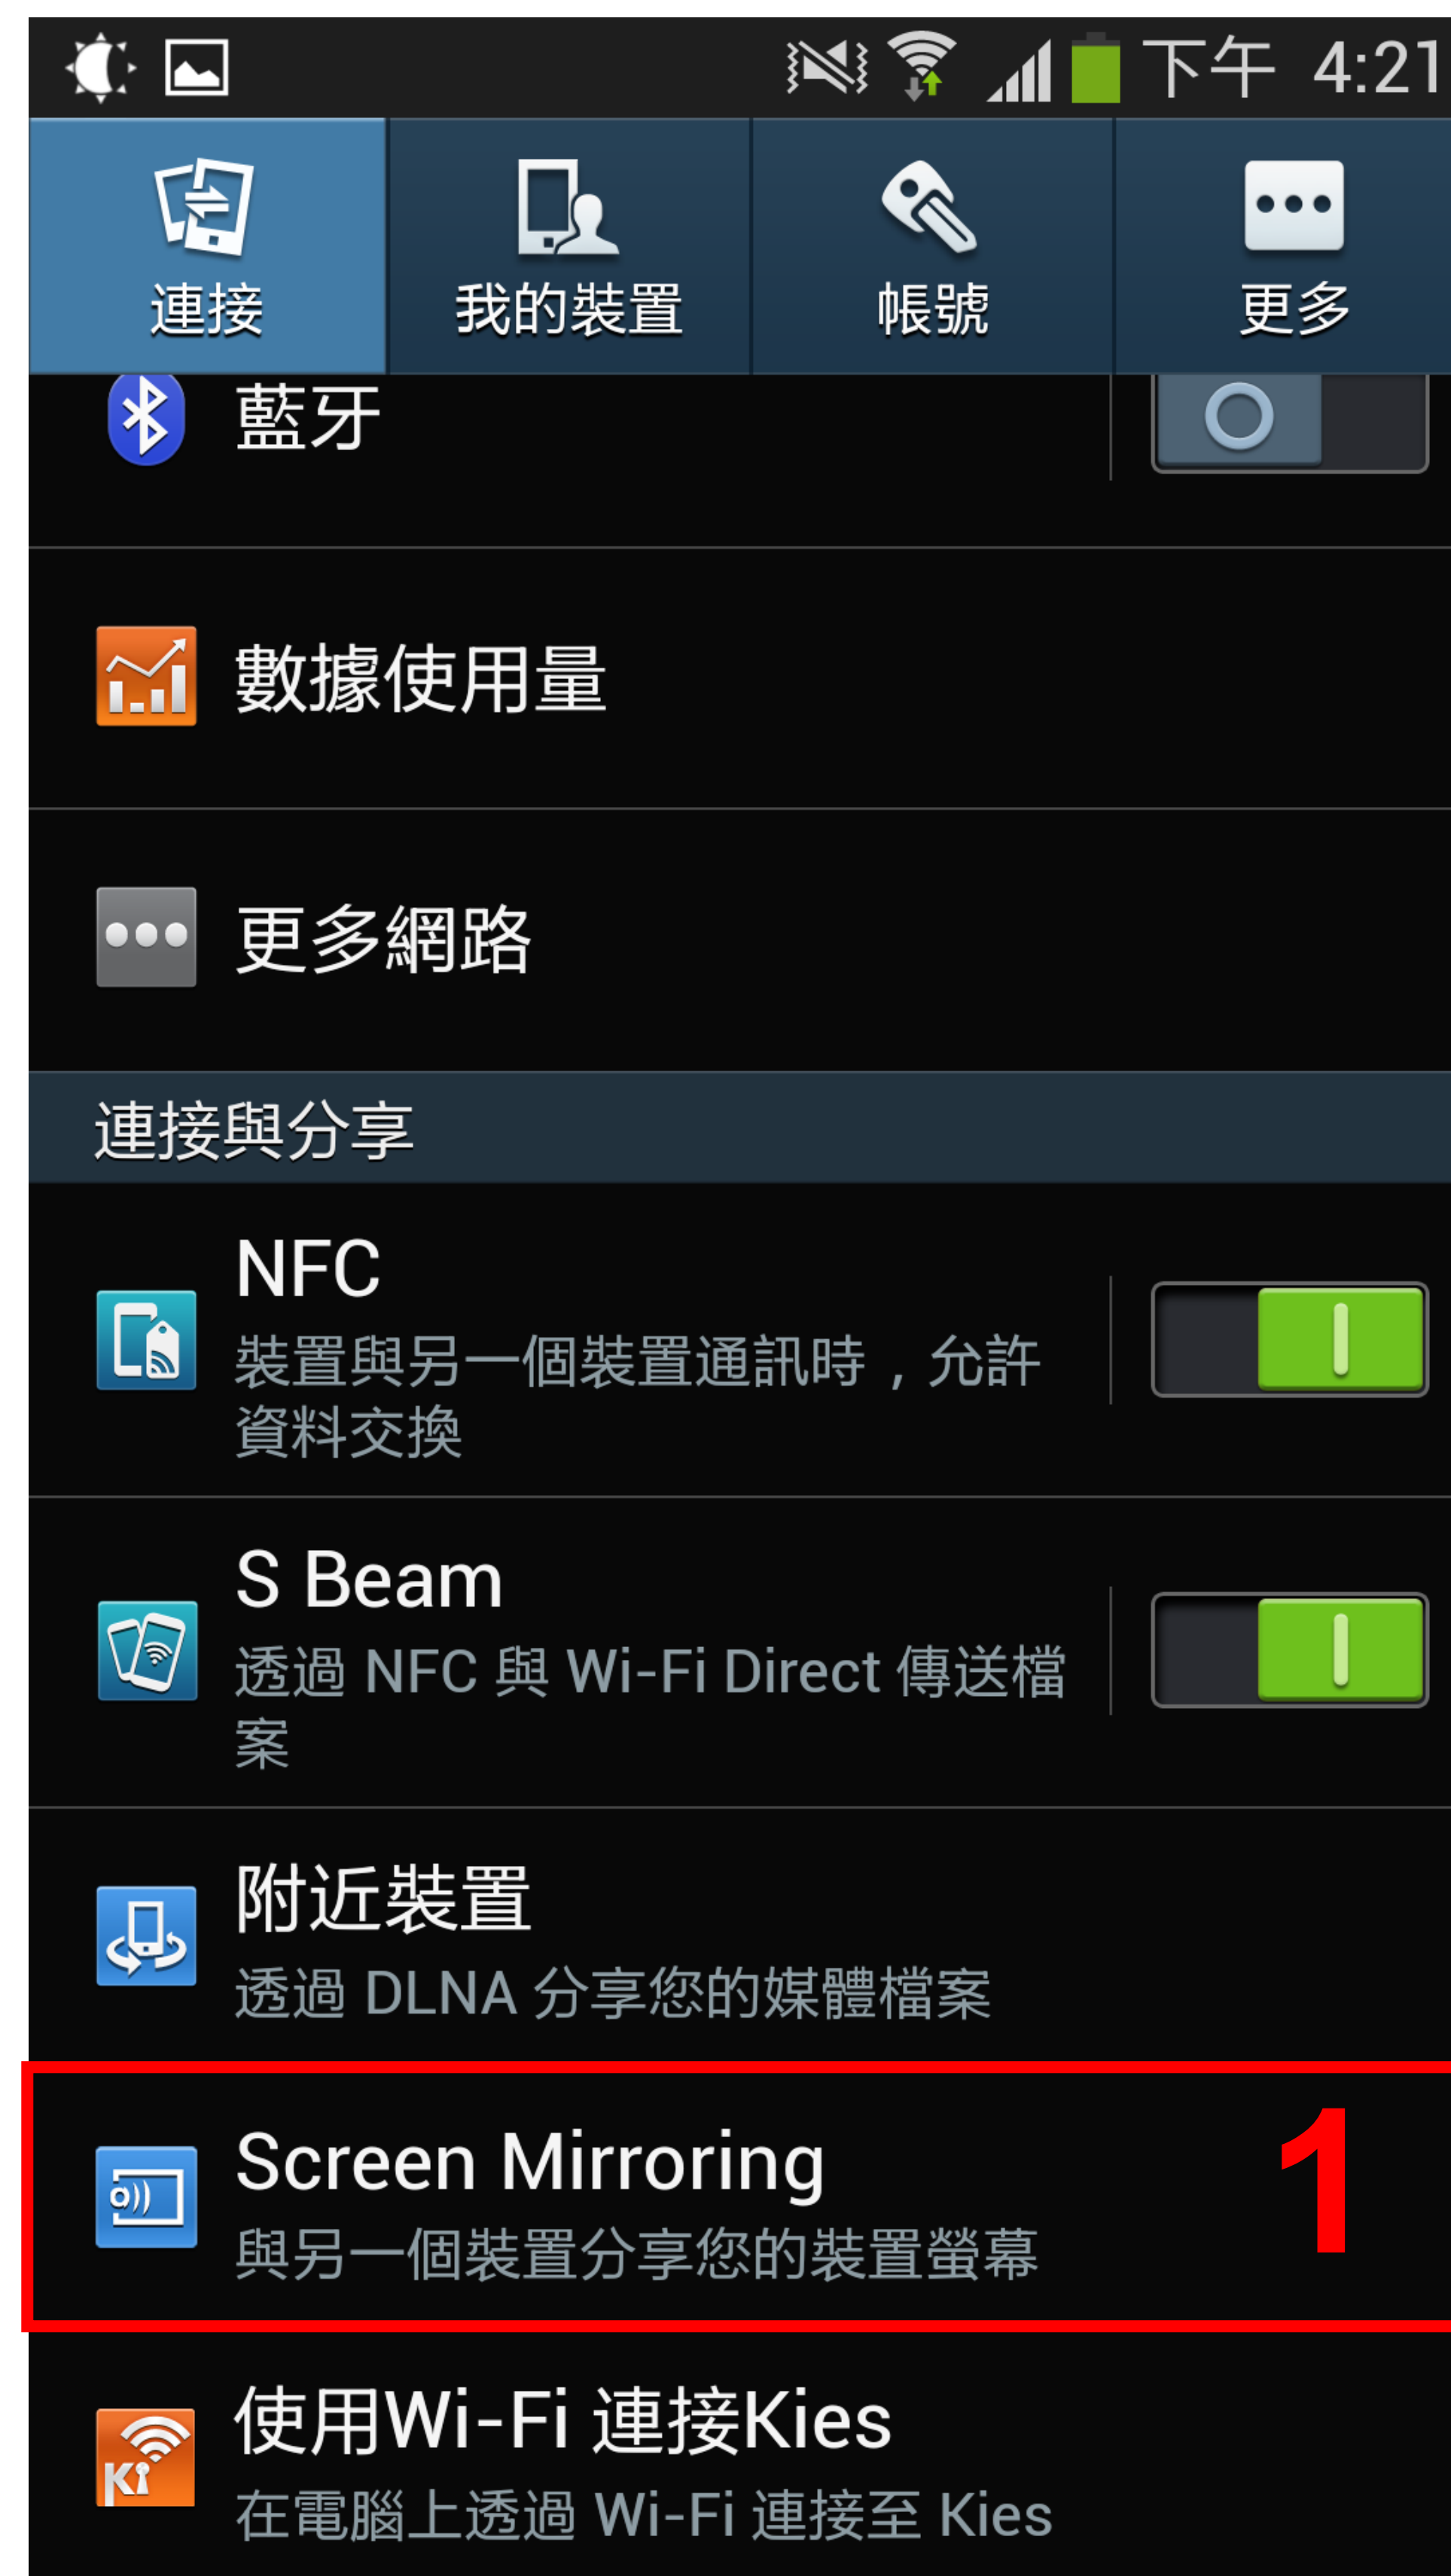 下午 4:21
連接
我的裝置
帳號
更多
藍牙
數據使用量
更多網路
連接與分享
NFC
裝置與另一個裝置通訊時，允許
資料交換
S Beam
透過 NFC 與 Wi-Fi Direct 傳送檔
案
附近裝置
透過 DLNA 分享您的媒體檔案
Screen Mirroring
1
與另一個裝置分享您的裝置螢幕
使用Wi-Fi 連接Kies
在電腦上透過 Wi-Fi 連接至 Kies